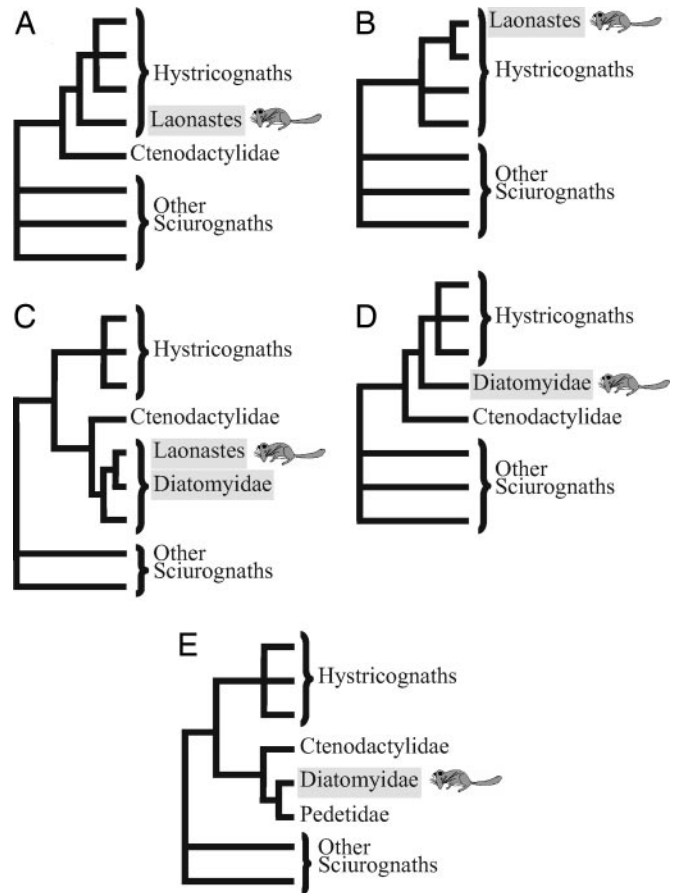 A
Hystricognaths
Laonastes
Ctenodactylidae
Other
Sciurognaths
B
Laonastes
Hystricognaths
Other
Sciurognaths
C
Hystricognaths
Ctenodactylidae
Laonastes
Diatomyidae
Other
Sciurognaths
D
Hystricognaths
Diatomyidae
Ctenodactylidae
Other
Sciurognaths
E
Hystricognaths
Ctenodactylidae
Diatomyidae
Pedetidae
Other
Sciurognaths